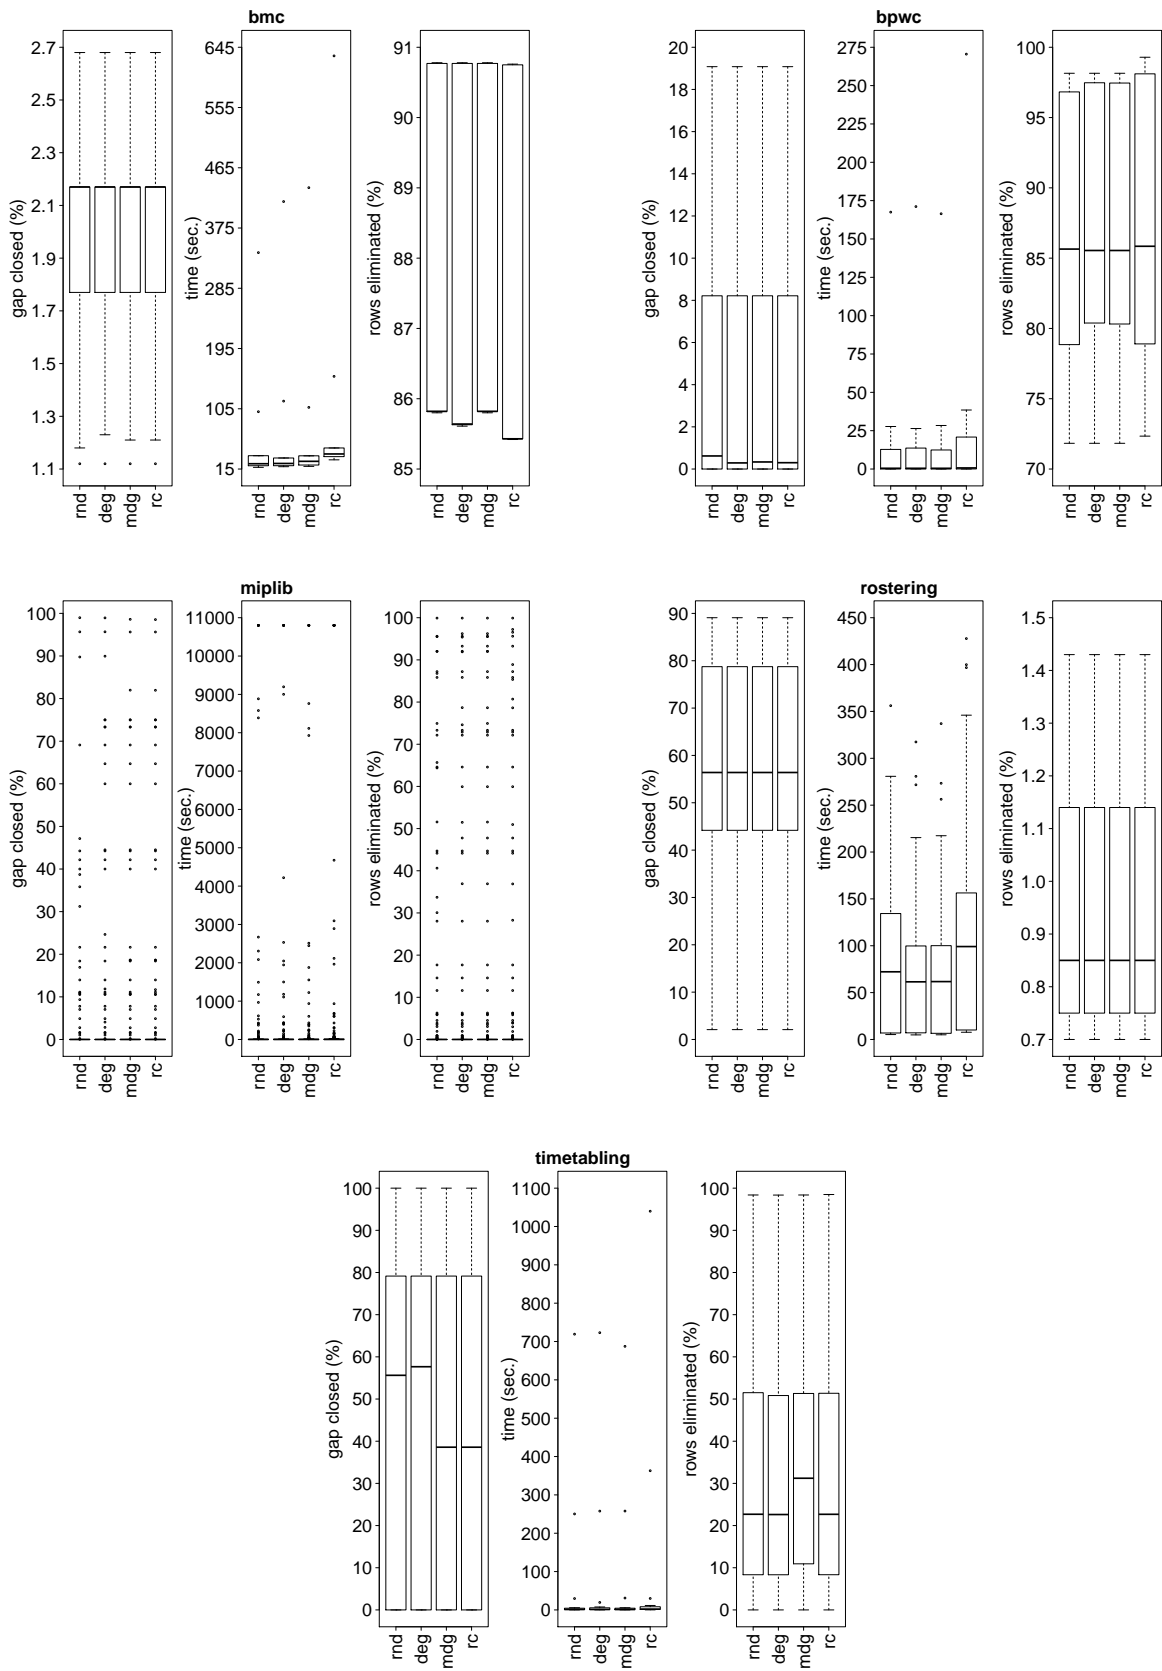 bmc
gap closed (%)
2.7
2.5
2.3
2.1
1.9
1.7
1.5
1.3
1.1
rnd
deg
mdg
rc
time (sec.)
645
555
465
375
285
195
105
15
rnd
deg
mdg
rc
rows eliminated (%)
91
90
89
88
87
86
85
rnd
deg
mdg
rc
bpwc
gap closed (%)
20
18
16
14
12
10
8
6
4
2
0
rnd
deg
mdg
rc
time (sec.)
275
250
225
200
175
150
125
100
75
50
25
0
rnd
deg
mdg
rc
rows eliminated (%)
100
95
90
85
80
75
70
rnd
deg
mdg
rc
miplib
gap closed (%)
100
90
80
70
60
50
40
30
20
10
0
rnd
deg
mdg
rc
time (sec.)
11000
10000
9000
8000
7000
6000
5000
4000
3000
2000
1000
0
rnd
deg
mdg
rc
rows eliminated (%)
100
90
80
70
60
50
40
30
20
10
0
rnd
deg
mdg
rc
rostering
gap closed (%)
90
80
70
60
50
40
30
20
10
0
rnd
deg
mdg
rc
time (sec.)
450
400
350
300
250
200
150
100
50
0
rnd
deg
mdg
rc
rows eliminated (%)
1.5
1.4
1.3
1.2
1.1
1.0
0.9
0.8
0.7
rnd
deg
mdg
rc
timetabling
gap closed (%)
100
90
80
70
60
50
40
30
20
10
0
rnd
deg
mdg
rc
time (sec.)
1100
1000
900
800
700
600
500
400
300
200
100
0
rnd
deg
mdg
rc
rows eliminated (%)
100
90
80
70
60
50
40
30
20
10
0
rnd
deg
mdg
rc